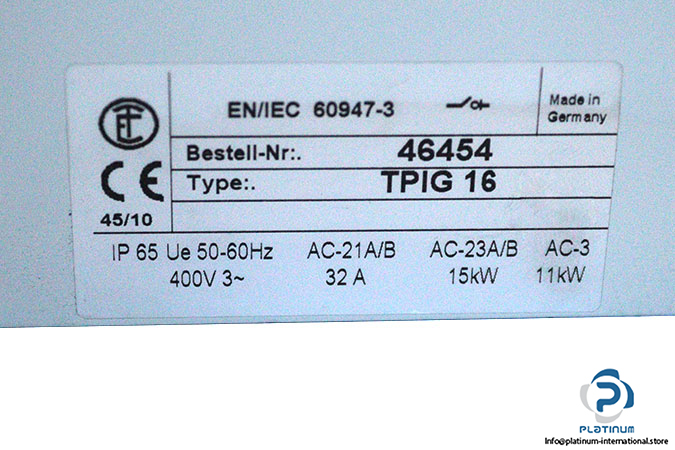 EN/IEC 60947-3
Made in
Germany
Bestell-Nr:. 46454
Type:. TPIG 16
CE
45/10
IP 65 Ue 50-60Hz AC-21A/B AC-23A/B AC-3
400V 3~ 32 A 15kW 11kW
PLATINUM
Info@platinum-international.store